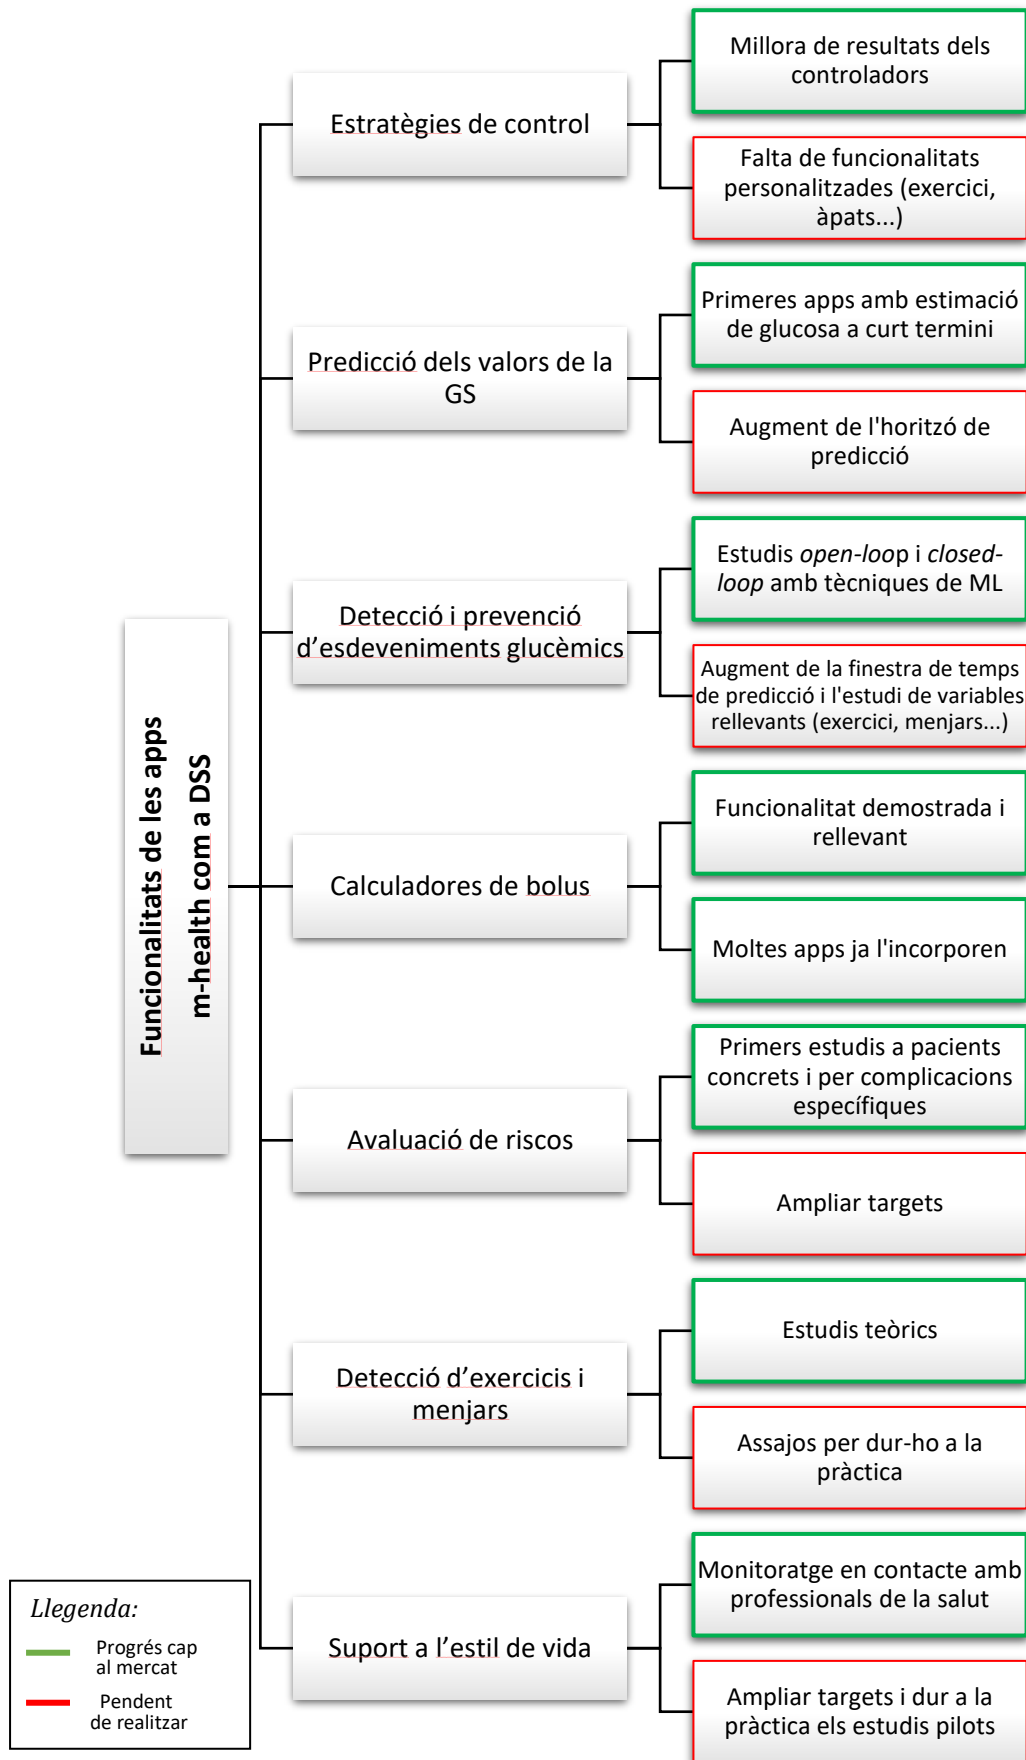 Funcionalitats de les apps
m-health com a DSS
Estratègies de control
Millora de resultats dels
controladors
Falta de funcionalitats
personalitzades (exercici,
àpats...)
Predicció dels valors de la
GS
Primeres apps amb estimació
de glucosa a curt termini
Augment de l'horitzó de
predicció
Detecció i prevenció
d’esdeveniments glucèmics
Estudis open-loop i closed-
loop amb tècniques de ML
Augment de la finestra de temps
de predicció i l'estudi de variables
rellevants (exercici, menjars...)
Calculadores de bolus
Funcionalitat demostrada i
rellevant
Moltes apps ja l'incorporen
Avaluació de riscos
Primers estudis a pacients
concrets i per complicacions
específiques
Ampliar targets
Detecció d’exercicis i
menjars
Estudis teòrics
Assajos per dur-ho a la
pràctica
Suport a l’estil de vida
Monitoratge en contacte amb
professionals de la salut
Ampliar targets i dur a la
pràctica els estudis pilots
Llegenda:
Progrés cap
al mercat
Pendent
de realitzar